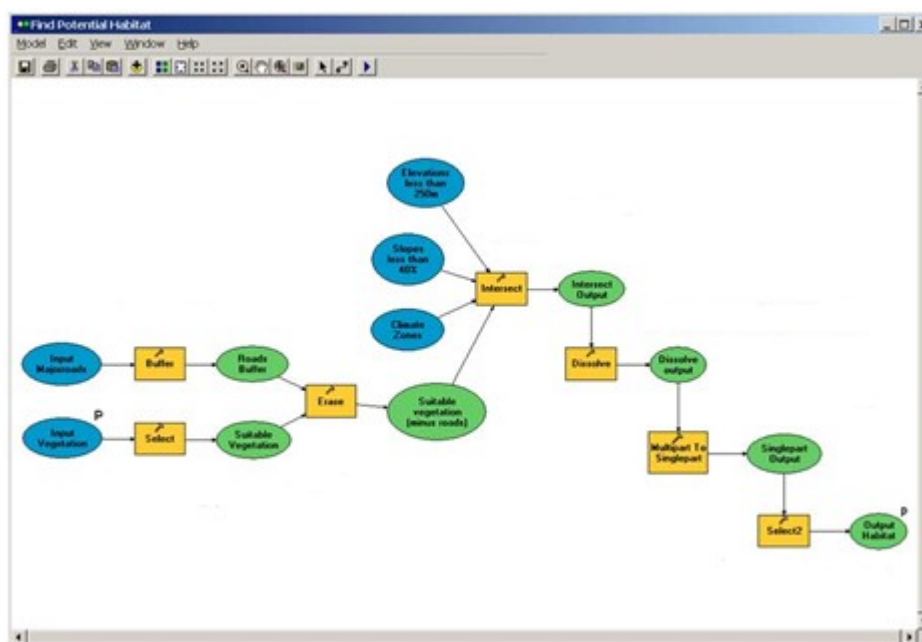 Find Potential Habitat
Model Edit View Window Help
Elevations
less than
250m
Slopes
less than
40%
Climate
Zones
Intersect
Intersect
Output
Input
Majorroads
Buffer
Roads
Buffer
Dissolve
Dissolve
output
Erase
Suitable
vegetation
(minus roads)
P
Input
Vegetation
Select
Suitable
Vegetation
Multipart To
Singlepart
Singlepart
Output
Select2
P
Output
Habitat